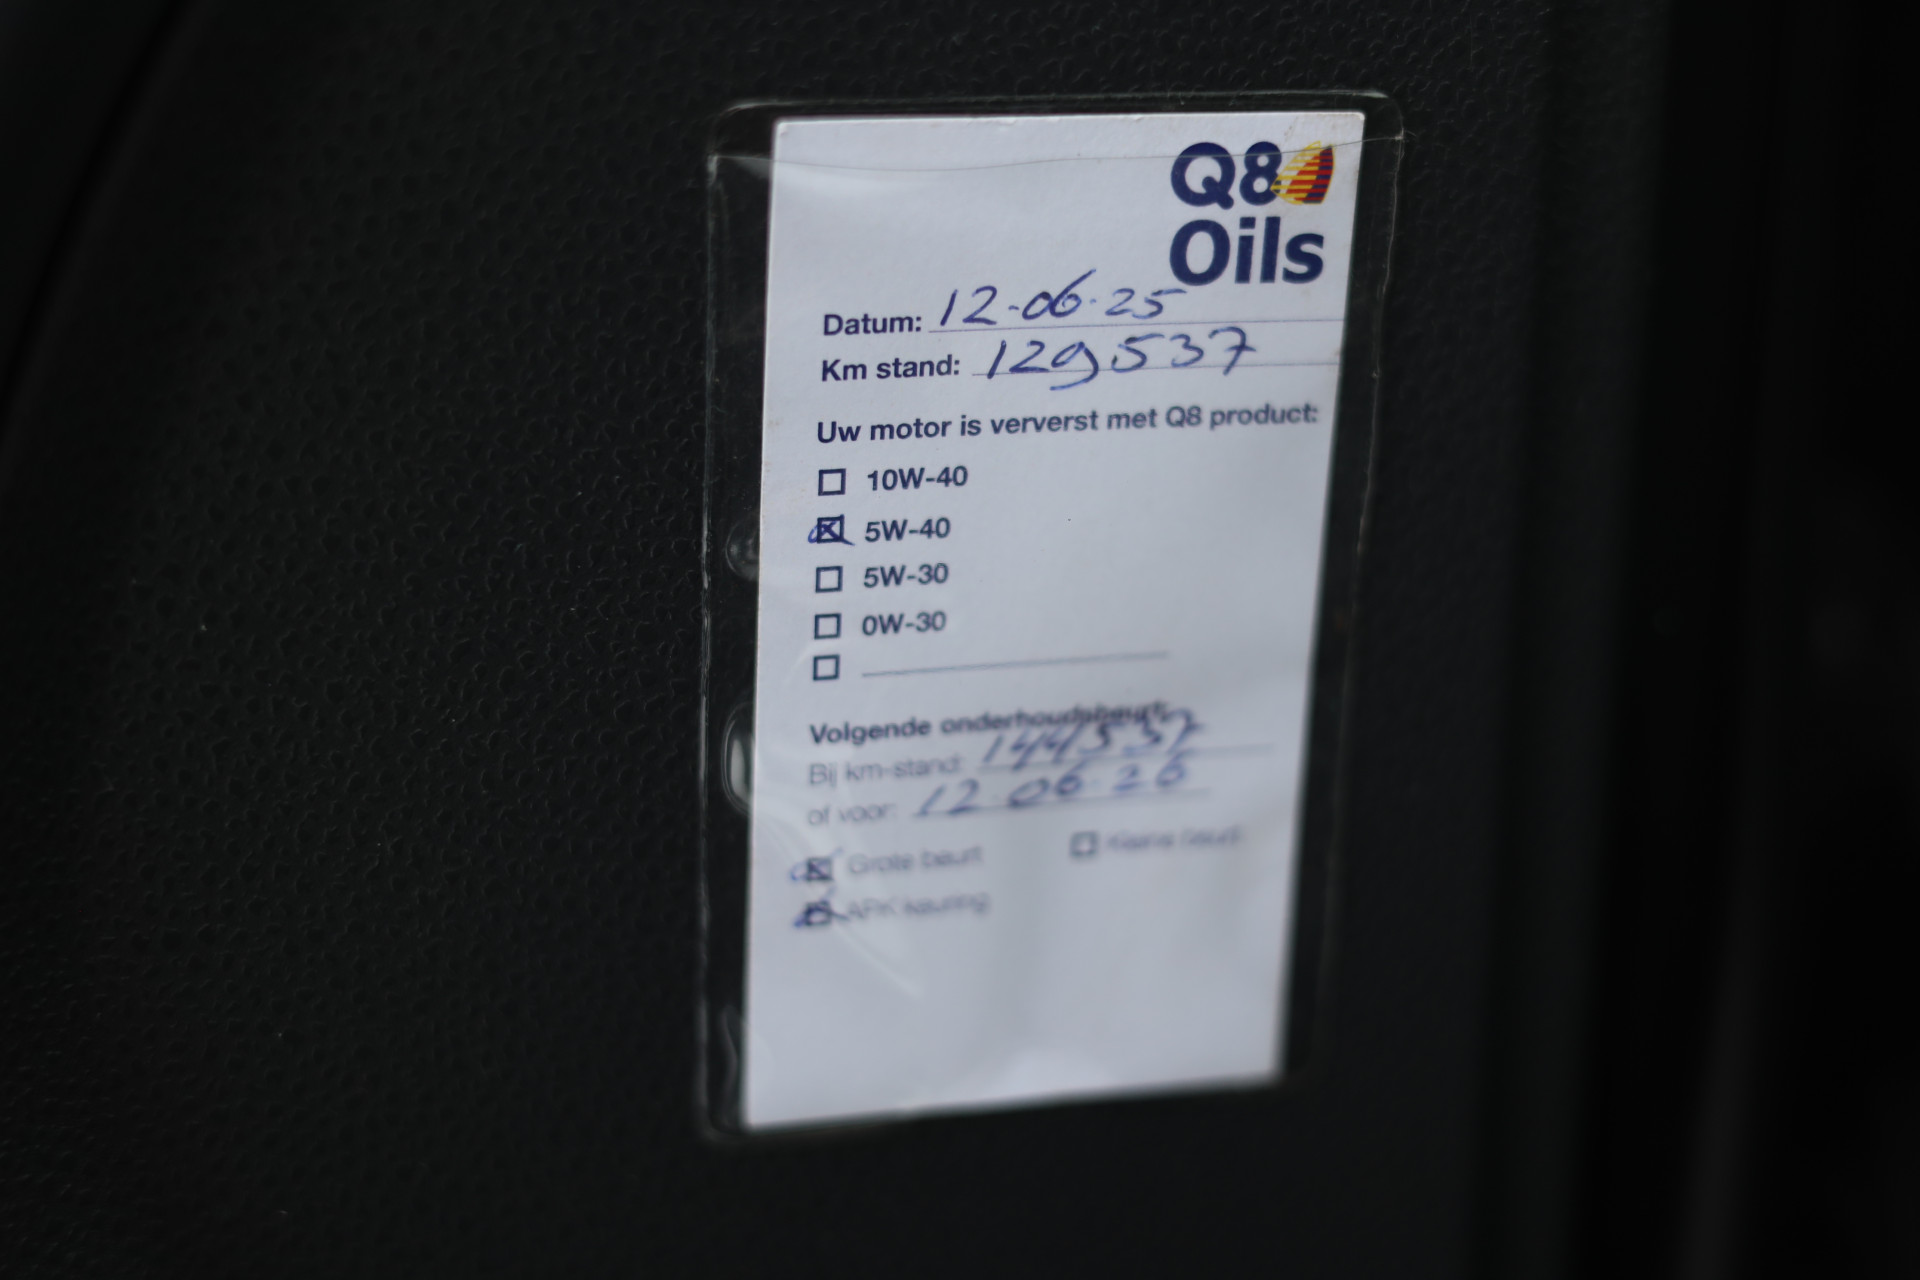 Q8
Oils
Datum: 12-06-25
Km stand: 129537
Uw motor is ververst met Q8 product:
10W-40
5W-40
5W-30
0W-30
Volgende onderhoudsbeurt:
Bij km-stand: 144537
of voor: 12-06-26
Grote beurt
Kleine beurt
APK keuring